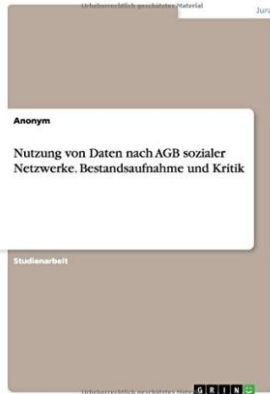 Urheberrechtlich geschütztes Material
Jura
Anonym
Nutzung von Daten nach AGB sozialer
Netzwerke. Bestandsaufnahme und Kritik
Studienarbeit
GRIN
Urheberrechtlich geschütztes Material